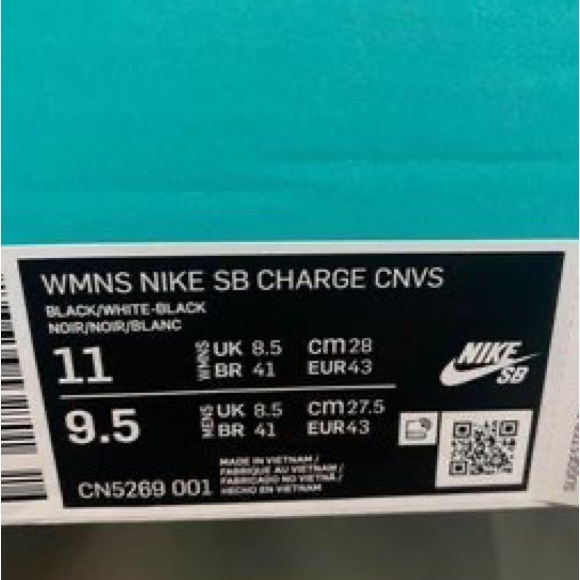 WMNS NIKE SB CHARGE CNVS
BLACK/WHITE-BLACK
NOIR/NOIR/BLANC
11 WMNS UK 8.5 cm 28
BR 41 EUR 43
9.5 MENS UK 8.5 cm 27.5
BR 41 EUR 43
NIKE
SB
CN5269 001
MADE IN VIETNAM /
FABRIQUE AU VIETNAM /
FABRICADO NO VIETNÃ /
HECHO EN VIETNAM